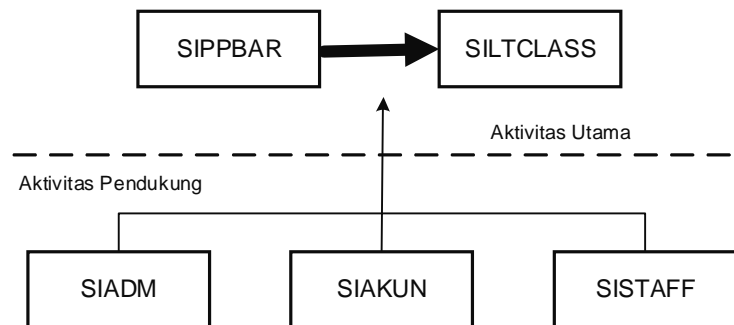 SIPPBAR
SILTCLASS
Aktivitas Utama
Aktivitas Pendukung
SIADM
SIAKUN
SISTAFF